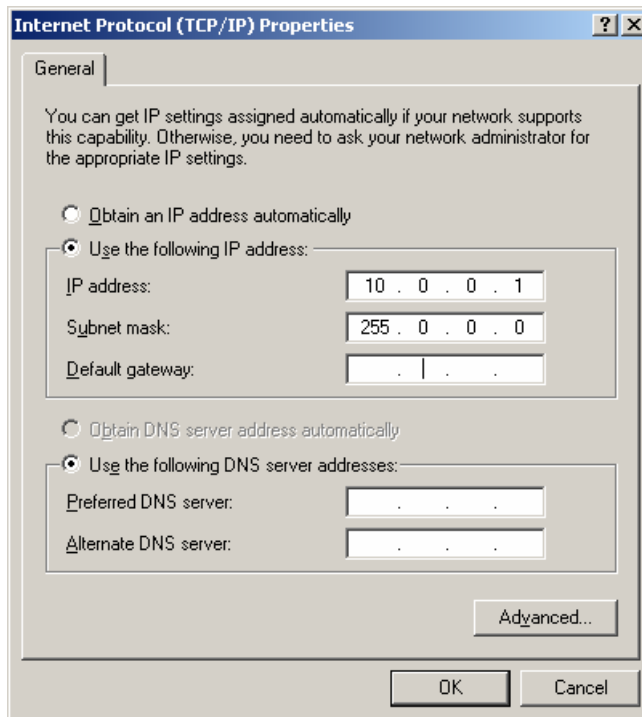 Internet Protocol (TCP/IP) Properties
General
You can get IP settings assigned automatically if your network supports
this capability. Otherwise, you need to ask your network administrator for
the appropriate IP settings.
Obtain an IP address automatically
Use the following IP address:
IP address: 10 . 0 . 0 . 1
Subnet mask: 255 . 0 . 0 . 0
Default gateway: . . .
Obtain DNS server address automatically
Use the following DNS server addresses:
Preferred DNS server: . . .
Alternate DNS server: . . .
Advanced...
OK Cancel